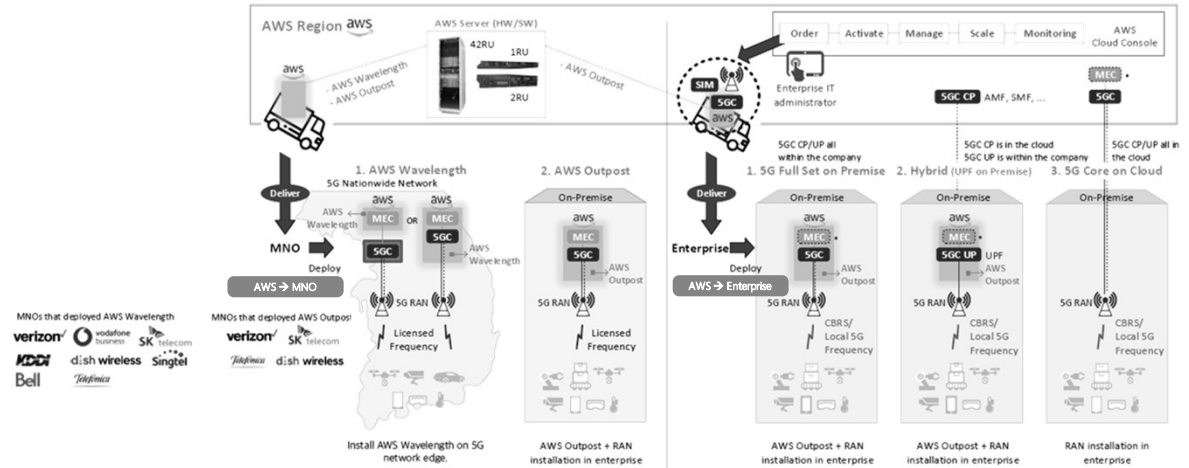 AWS Region aws
AWS Server (HW/SW)
42RU
1RU
2RU
aws
- AWS Wavelength
- AWS Outpost
- AWS Outpost
Order
Activate
Manage
Scale
Monitoring
AWS
Cloud Console
Enterprise IT
administrator
SIM
5GC
aws
5GC CP
AMF, SMF, ...
MEC
5GC
Deliver
MNO
Deploy
AWS → MNO
1. AWS Wavelength
5G Nationwide Network
aws
aws
AWS
Wavelength
MEC
OR
MEC
5GC
5GC
AWS
Wavelength
5G RAN
Licensed
Frequency
Install AWS Wavelength on 5G
network edge.
MNOs that deployed AWS Wavelength
verizon✓
vodafone
business
SK
telecom
KDDI
dish wireless
Singtel
Bell
Telefónica
MNOs that deployed AWS Outpost
verizon✓
SK
telecom
Telefónica
dish wireless
2. AWS Outpost
On-Premise
aws
MEC
5GC
AWS
Outpost
5G RAN
Licensed
Frequency
AWS Outpost + RAN
installation in enterprise
Deliver
Enterprise
Deploy
AWS → Enterprise
5GC CP/UP all
within the company
1. 5G Full Set on Premise
On-Premise
aws
MEC
5GC
AWS
Outpost
5G RAN
CBRS/
Local 5G
Frequency
AWS Outpost + RAN
installation in enterprise
5GC CP is in the cloud
5GC UP is within the company
2. Hybrid (UPF on Premise)
On-Premise
aws
MEC
5GC UP
UPF
AWS
Outpost
5G RAN
CBRS/
Local 5G
Frequency
AWS Outpost + RAN
installation in enterprise
5GC CP/UP all in
the cloud
3. 5G Core on Cloud
On-Premise
5G RAN
CBRS/
Local 5G
Frequency
RAN installation in
enterprise